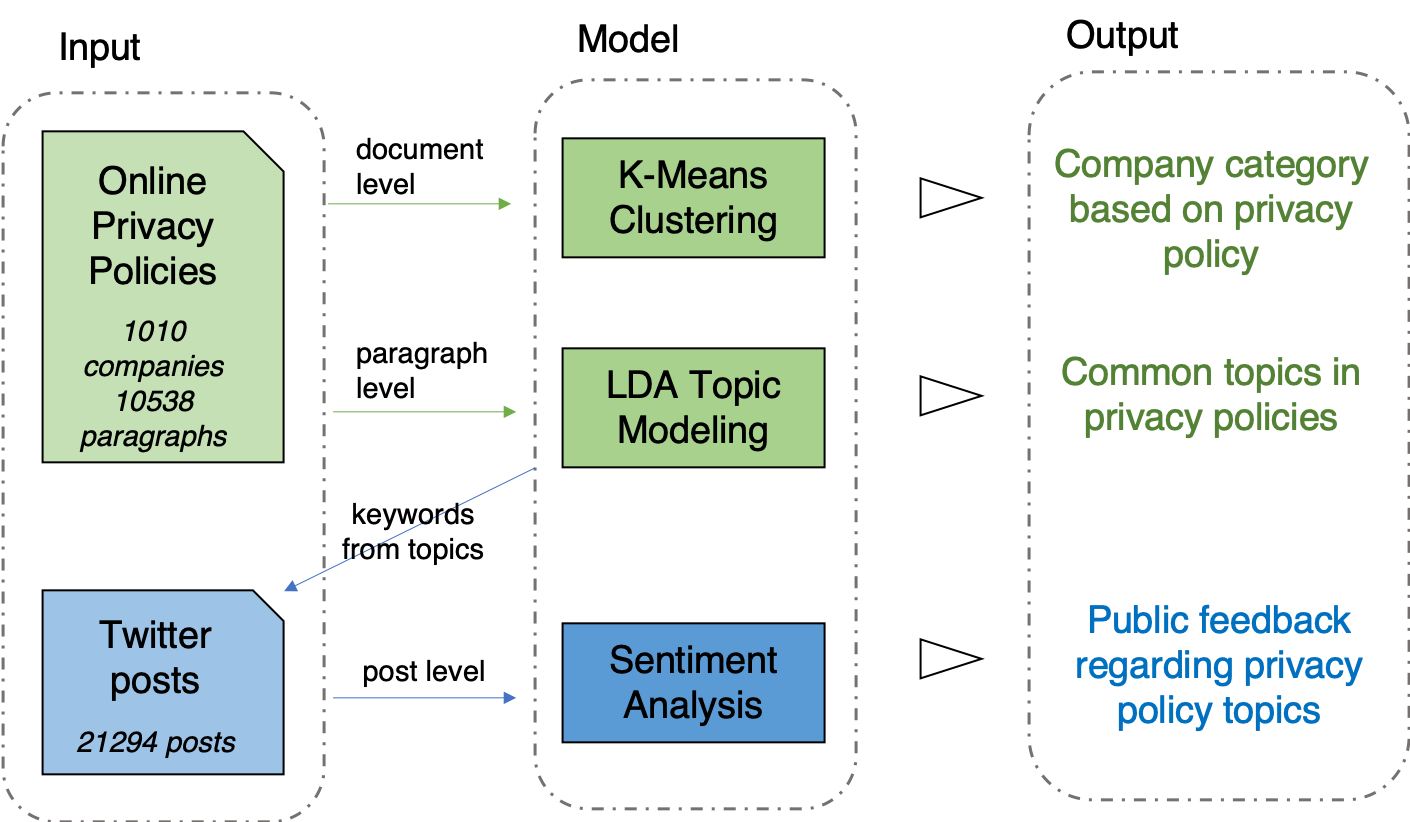 Input
Model
Output
Online
Privacy
Policies
1010
companies
10538
paragraphs
document
level
K-Means
Clustering
Company category
based on privacy
policy
paragraph
level
LDA Topic
Modeling
Common topics in
privacy policies
keywords
from topics
Twitter
posts
21294 posts
post level
Sentiment
Analysis
Public feedback
regarding privacy
policy topics